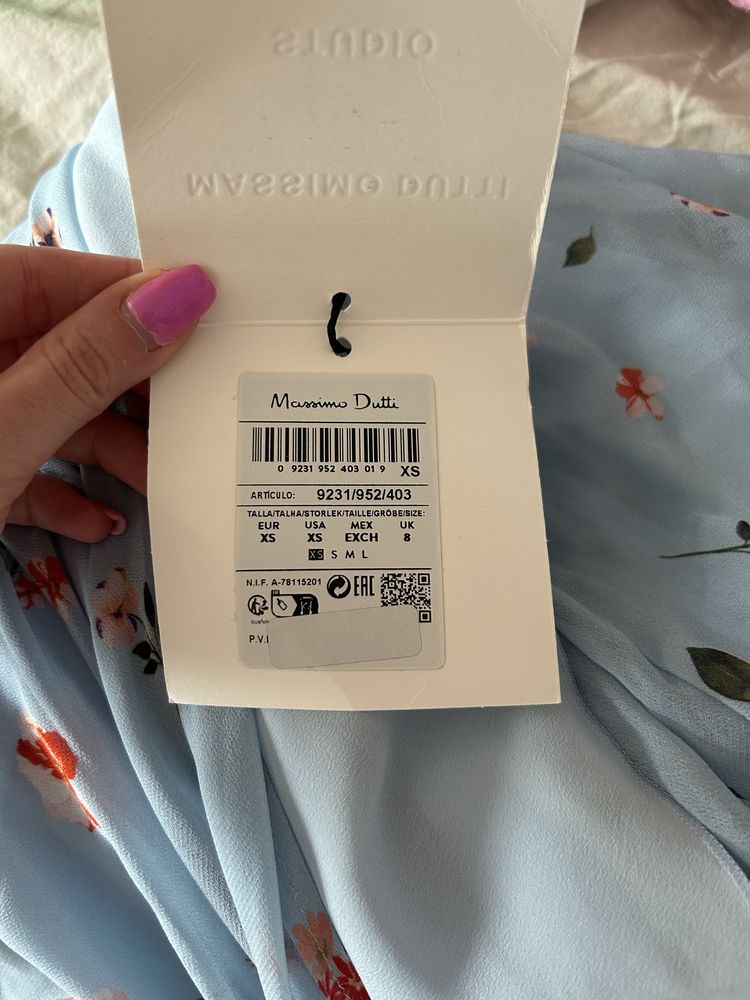 STUDIO
MASSIMO DUTTI
Massimo Dutti
0 9231 952 403 01 9 XS
ARTÍCULO: 9231/952/403
TALLA/TALHA/STORLEK/TAILLE/GRÖBE/SIZE:
EUR USA MEX UK
XS XS EXCH 8
XS S M L
N.I.F. A-78115201 EAC
P.V.